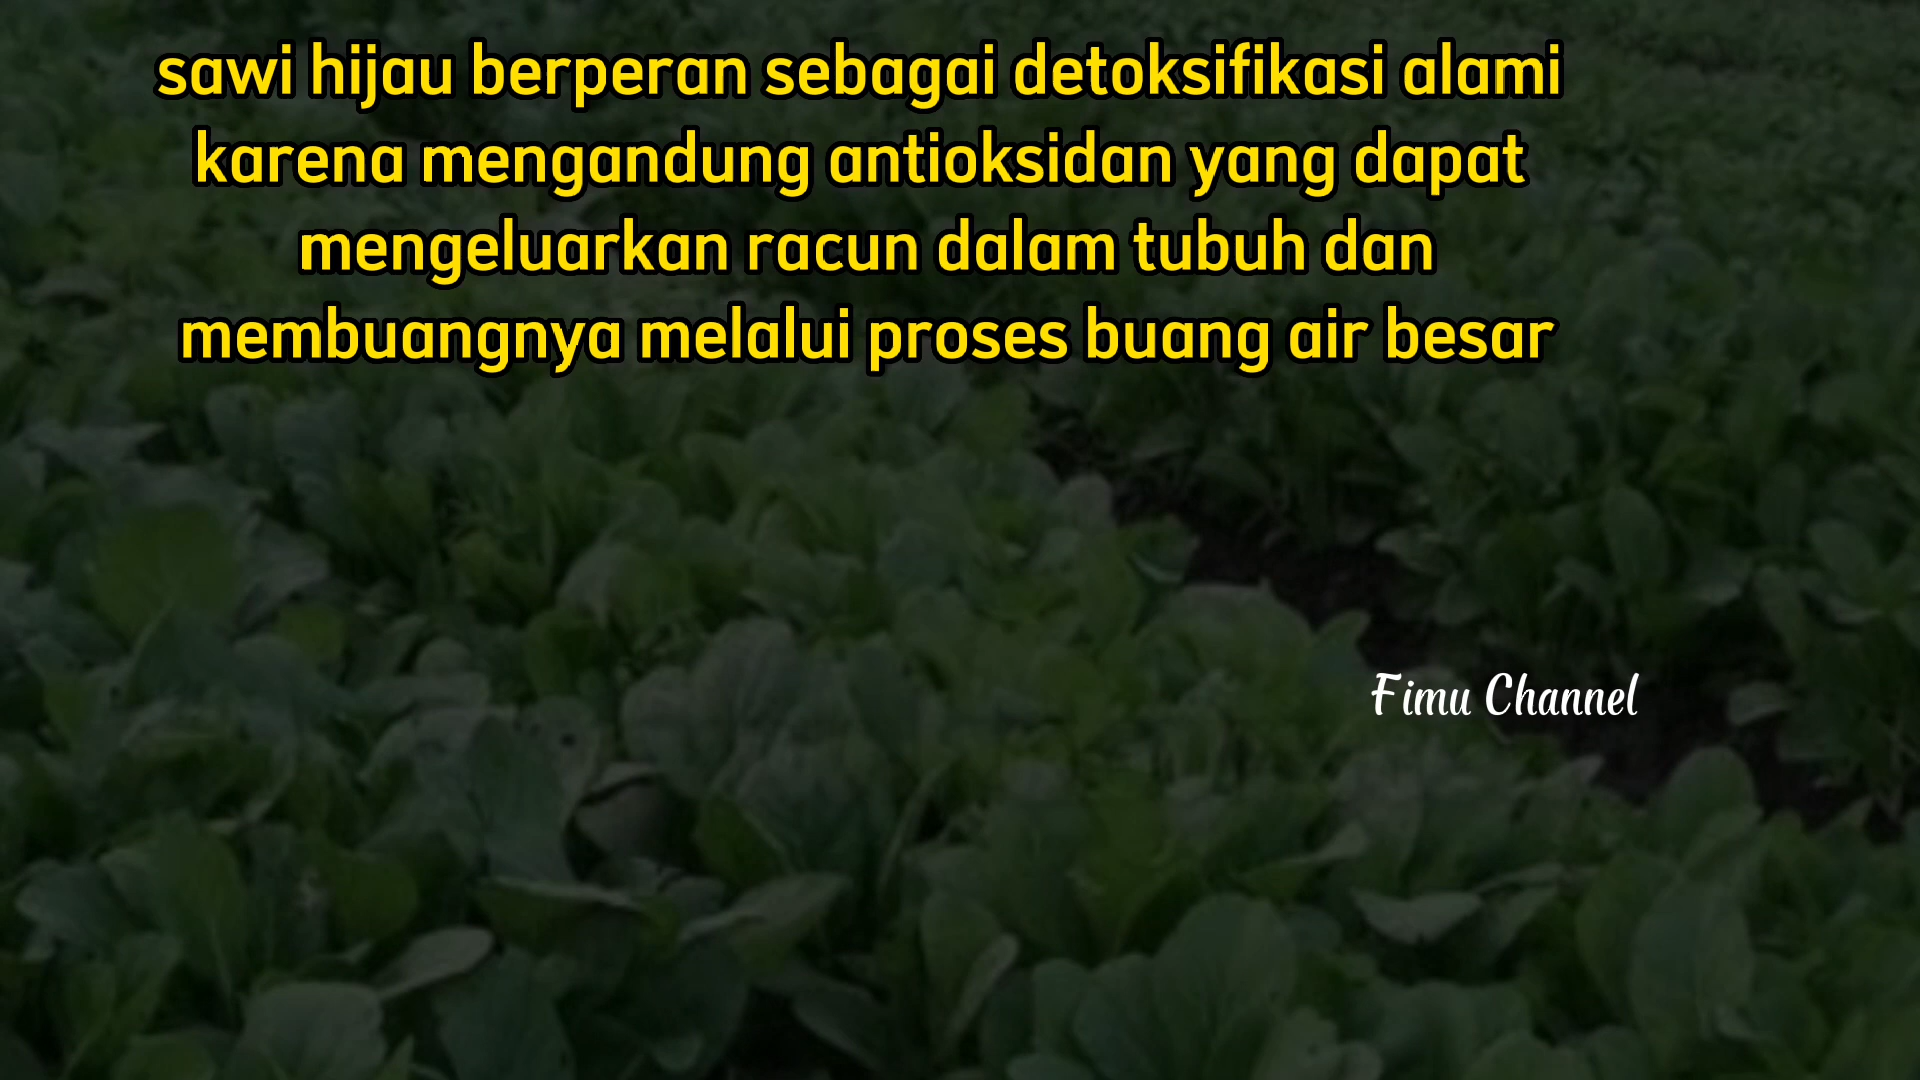 sawi hijau berperan sebagai detoksifikasi alami
karena mengandung antioksidan yang dapat
mengeluarkan racun dalam tubuh dan
membuangnya melalui proses buang air besar
Fimu Channel